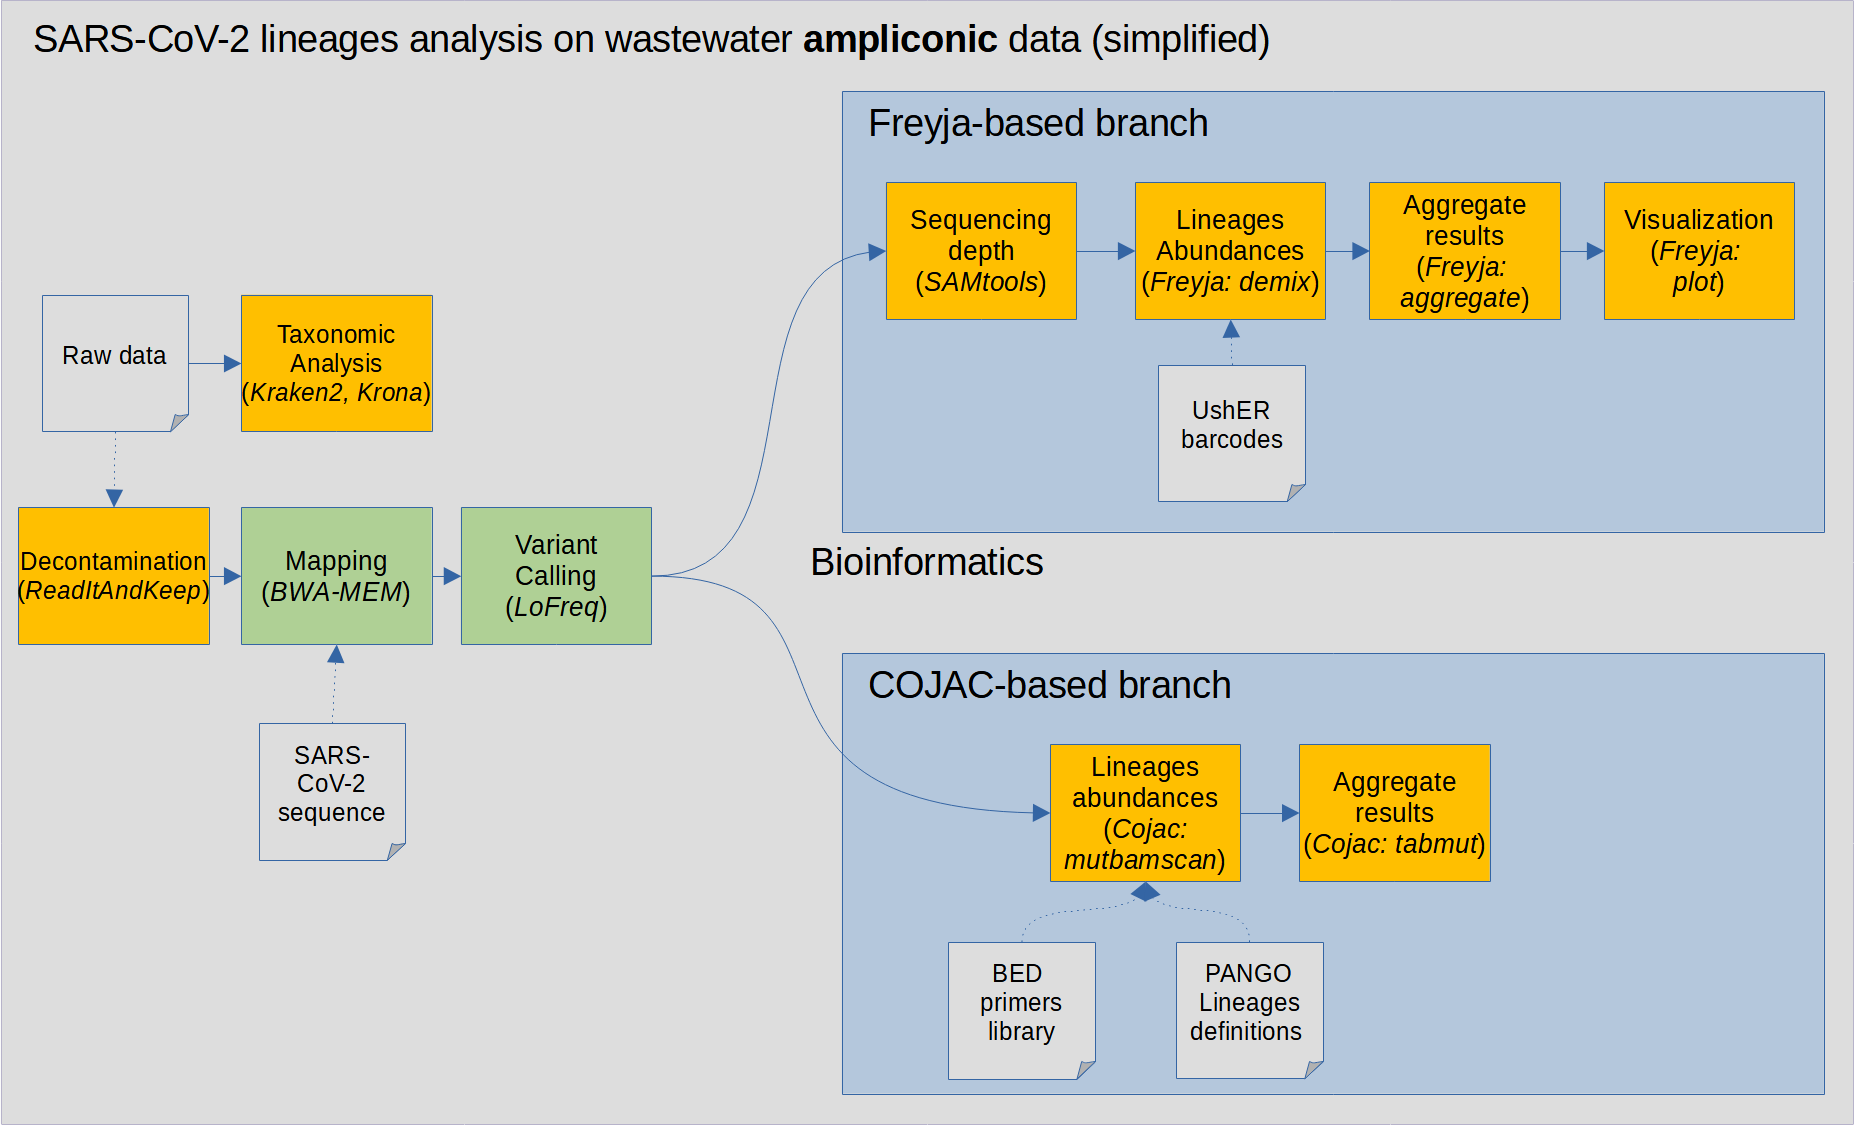 SARS-CoV-2 lineages analysis on wastewater ampliconic data (simplified)
Raw data
Taxonomic
Analysis
(Kraken2, Krona)
Decontamination
(ReadItAndKeep)
Mapping
(BWA-MEM)
Variant
Calling
(LoFreq)
SARS-
CoV-2
sequence
Freyja-based branch
Sequencing
depth
(SAMtools)
Lineages
Abundances
(Freyja: demix)
Aggregate
results
(Freyja:
aggregate)
Visualization
(Freyja:
plot)
UshER
barcodes
Bioinformatics
COJAC-based branch
Lineages
abundances
(Cojac:
mutbamscan)
Aggregate
results
(Cojac: tabmut)
BED
primers
library
PANGO
Lineages
definitions